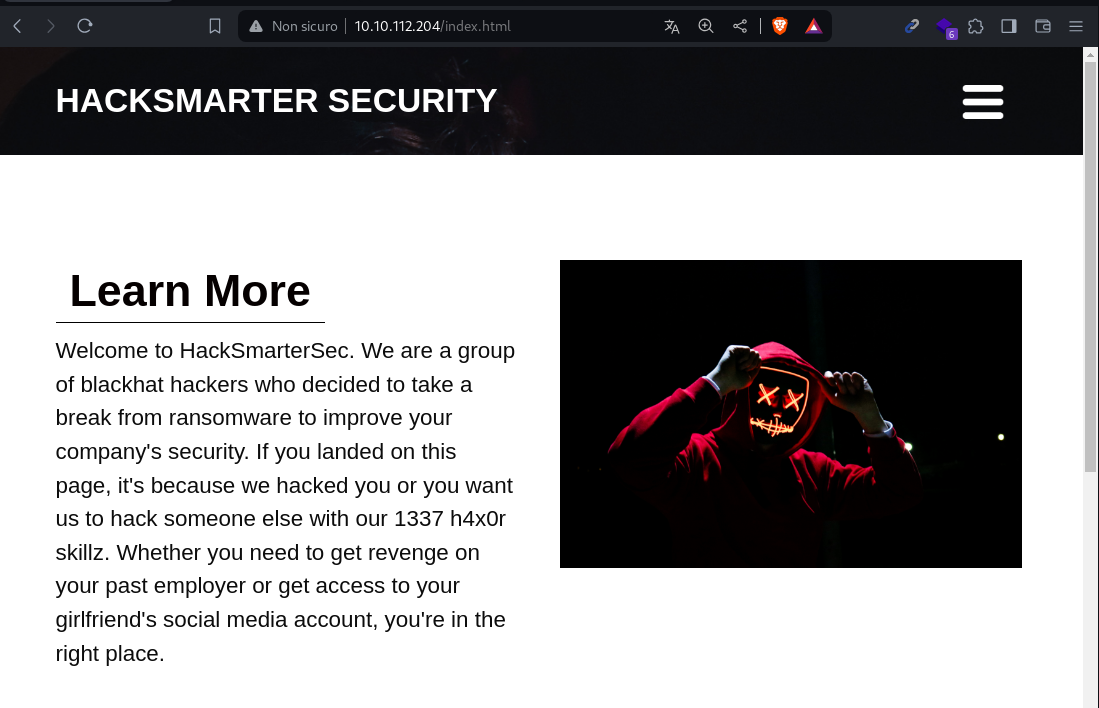 Non sicuro 10.10.112.204/index.html
6
HACKSMARTER SECURITY
Learn More
Welcome to HackSmarterSec. We are a group
of blackhat hackers who decided to take a
break from ransomware to improve your
company's security. If you landed on this
page, it's because we hacked you or you want
us to hack someone else with our 1337 h4x0r
skillz. Whether you need to get revenge on
your past employer or get access to your
girlfriend's social media account, you're in the
right place.